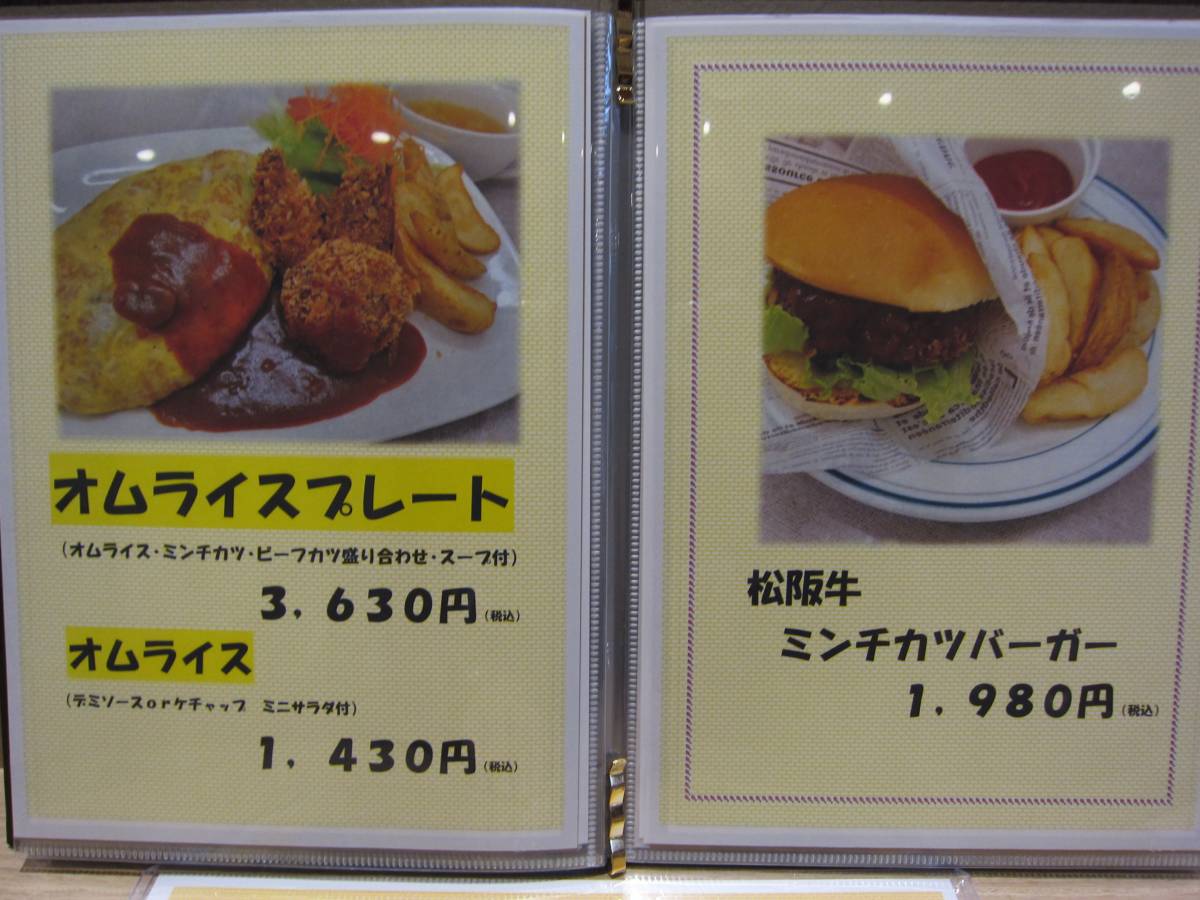 オムライスプレート
(オムライス・ミンチカツ・ビーフカツ盛り合わせ・スープ付)
3,630円(税込)
オムライス
(デミソースorケチャップ ミニサラダ付)
1,430円(税込)
松阪牛
ミンチカツバーガー
1,980円(税込)